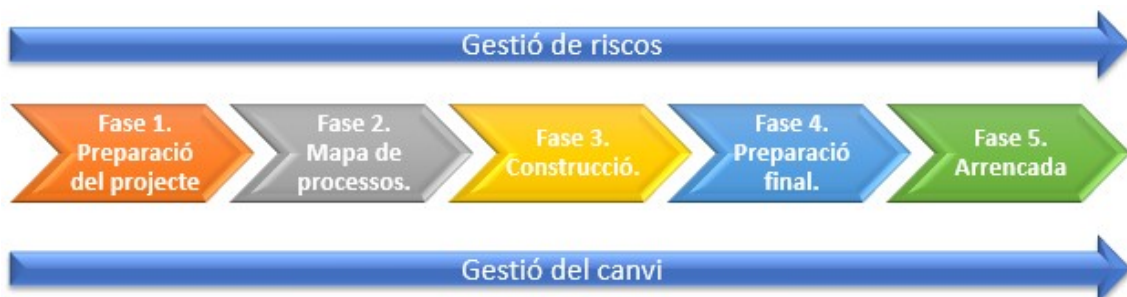 Gestió de riscos
Fase 1.
Preparació
del projecte
Fase 2.
Mapa de
processos.
Fase 3.
Construcció.
Fase 4.
Preparació
final.
Fase 5.
Arrencada
Gestió del canvi